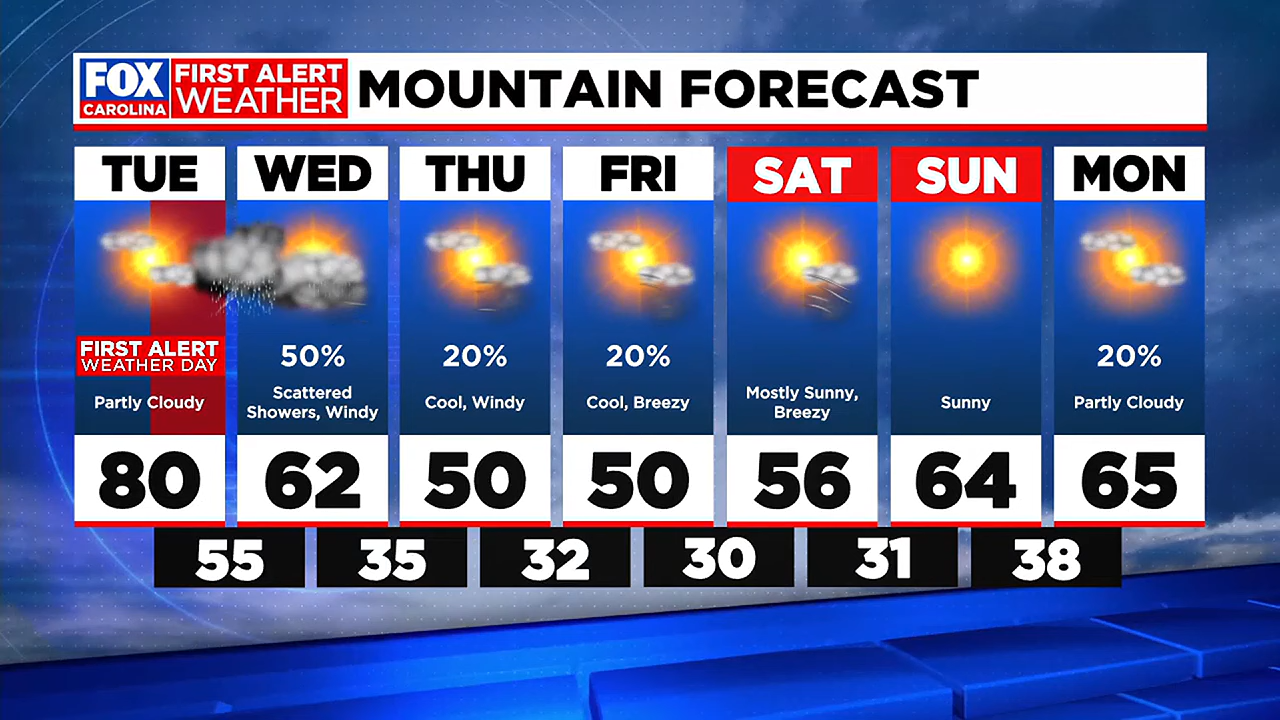 FOX
CAROLINA
FIRST ALERT
WEATHER
MOUNTAIN FORECAST
TUE
FIRST ALERT
WEATHER DAY
Partly Cloudy
80
WED
50%
Scattered
Showers, Windy
62
THU
20%
Cool, Windy
50
FRI
20%
Cool, Breezy
50
SAT
Mostly Sunny,
Breezy
56
SUN
Sunny
64
MON
20%
Partly Cloudy
65
55
35
32
30
31
38